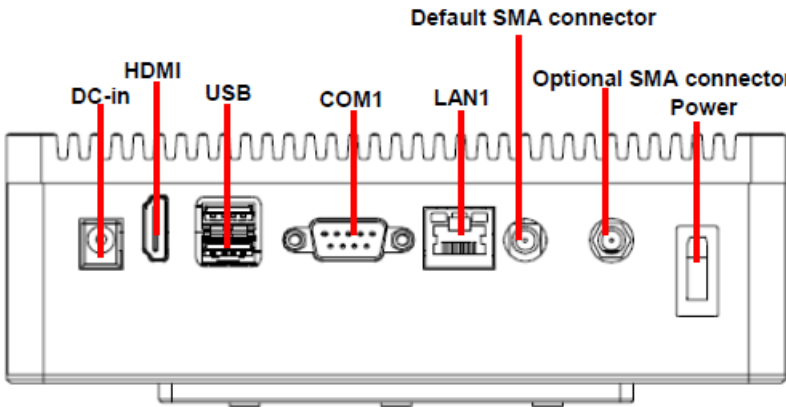 Default SMA connector
HDMI
Optional SMA connector
DC-in
USB
COM1
LAN1
Power